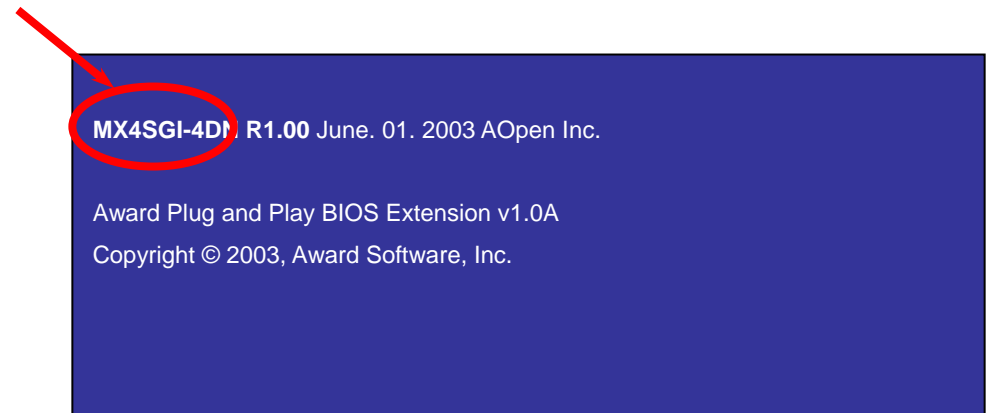 MX4SGI-4DN R1.00 June. 01. 2003 AOpen Inc.
Award Plug and Play BIOS Extension v1.0A
Copyright © 2003, Award Software, Inc.